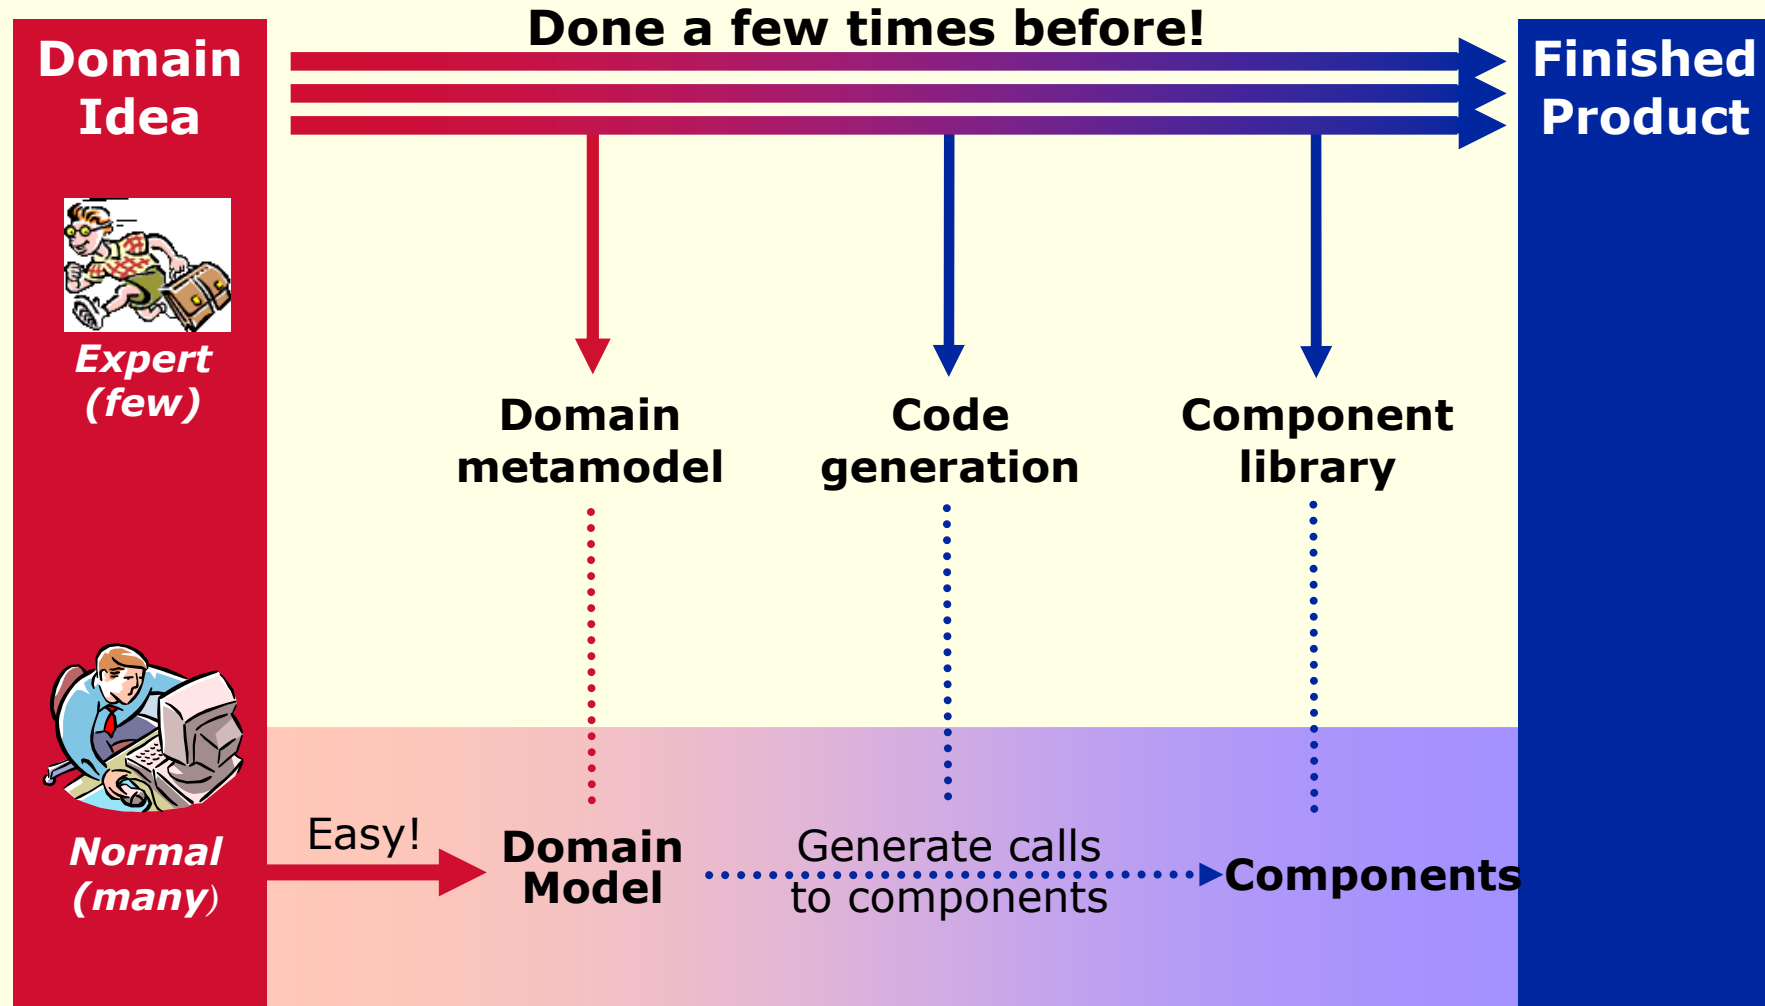 Done a few times before!
Domain
Idea
Finished
Product
Expert
(few)
Domain
metamodel
Code
generation
Component
library
Normal
(many)
Easy!
Domain
Model
Generate calls
to components
Components